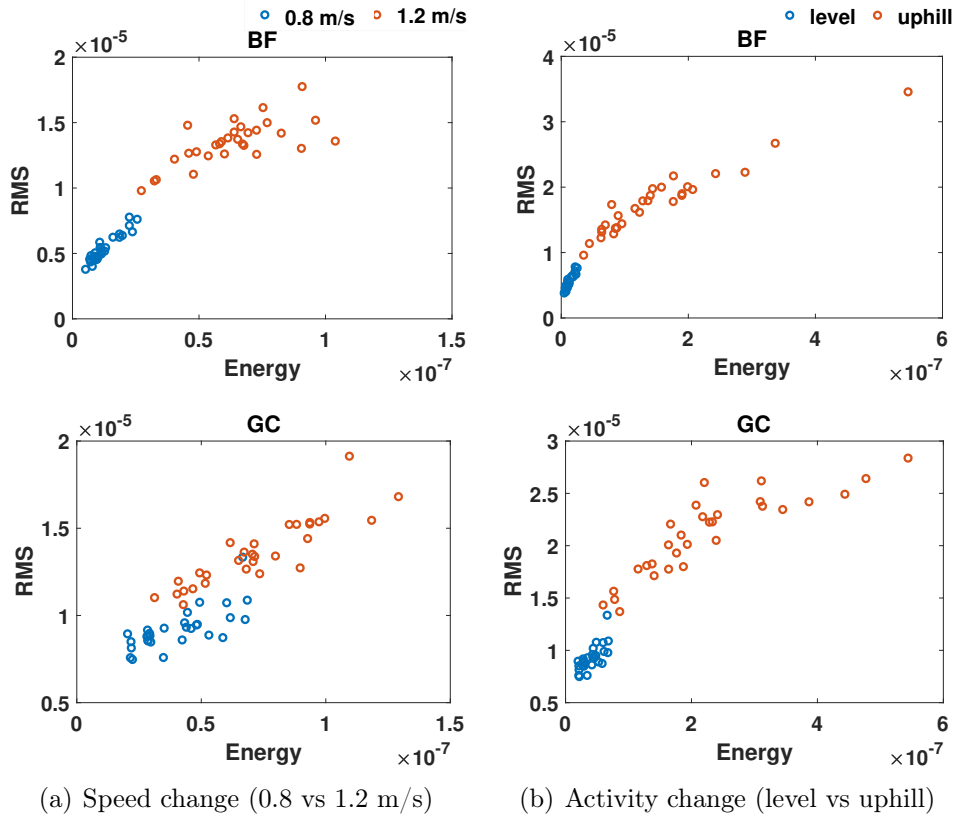 0.8 m/s 1.2 m/s
×10^-5 BF
2
1.5
1
0.5
0
RMS
0 0.5 1 1.5
Energy ×10^-7
level uphill
×10^-5 BF
4
3
2
1
0
RMS
0 2 4 6
Energy ×10^-7
×10^-5 GC
2
1.5
1
0.5
RMS
0 0.5 1 1.5
Energy ×10^-7
×10^-5 GC
3
2.5
2
1.5
1
0.5
RMS
0 2 4 6
Energy ×10^-7
(a) Speed change (0.8 vs 1.2 m/s)
(b) Activity change (level vs uphill)